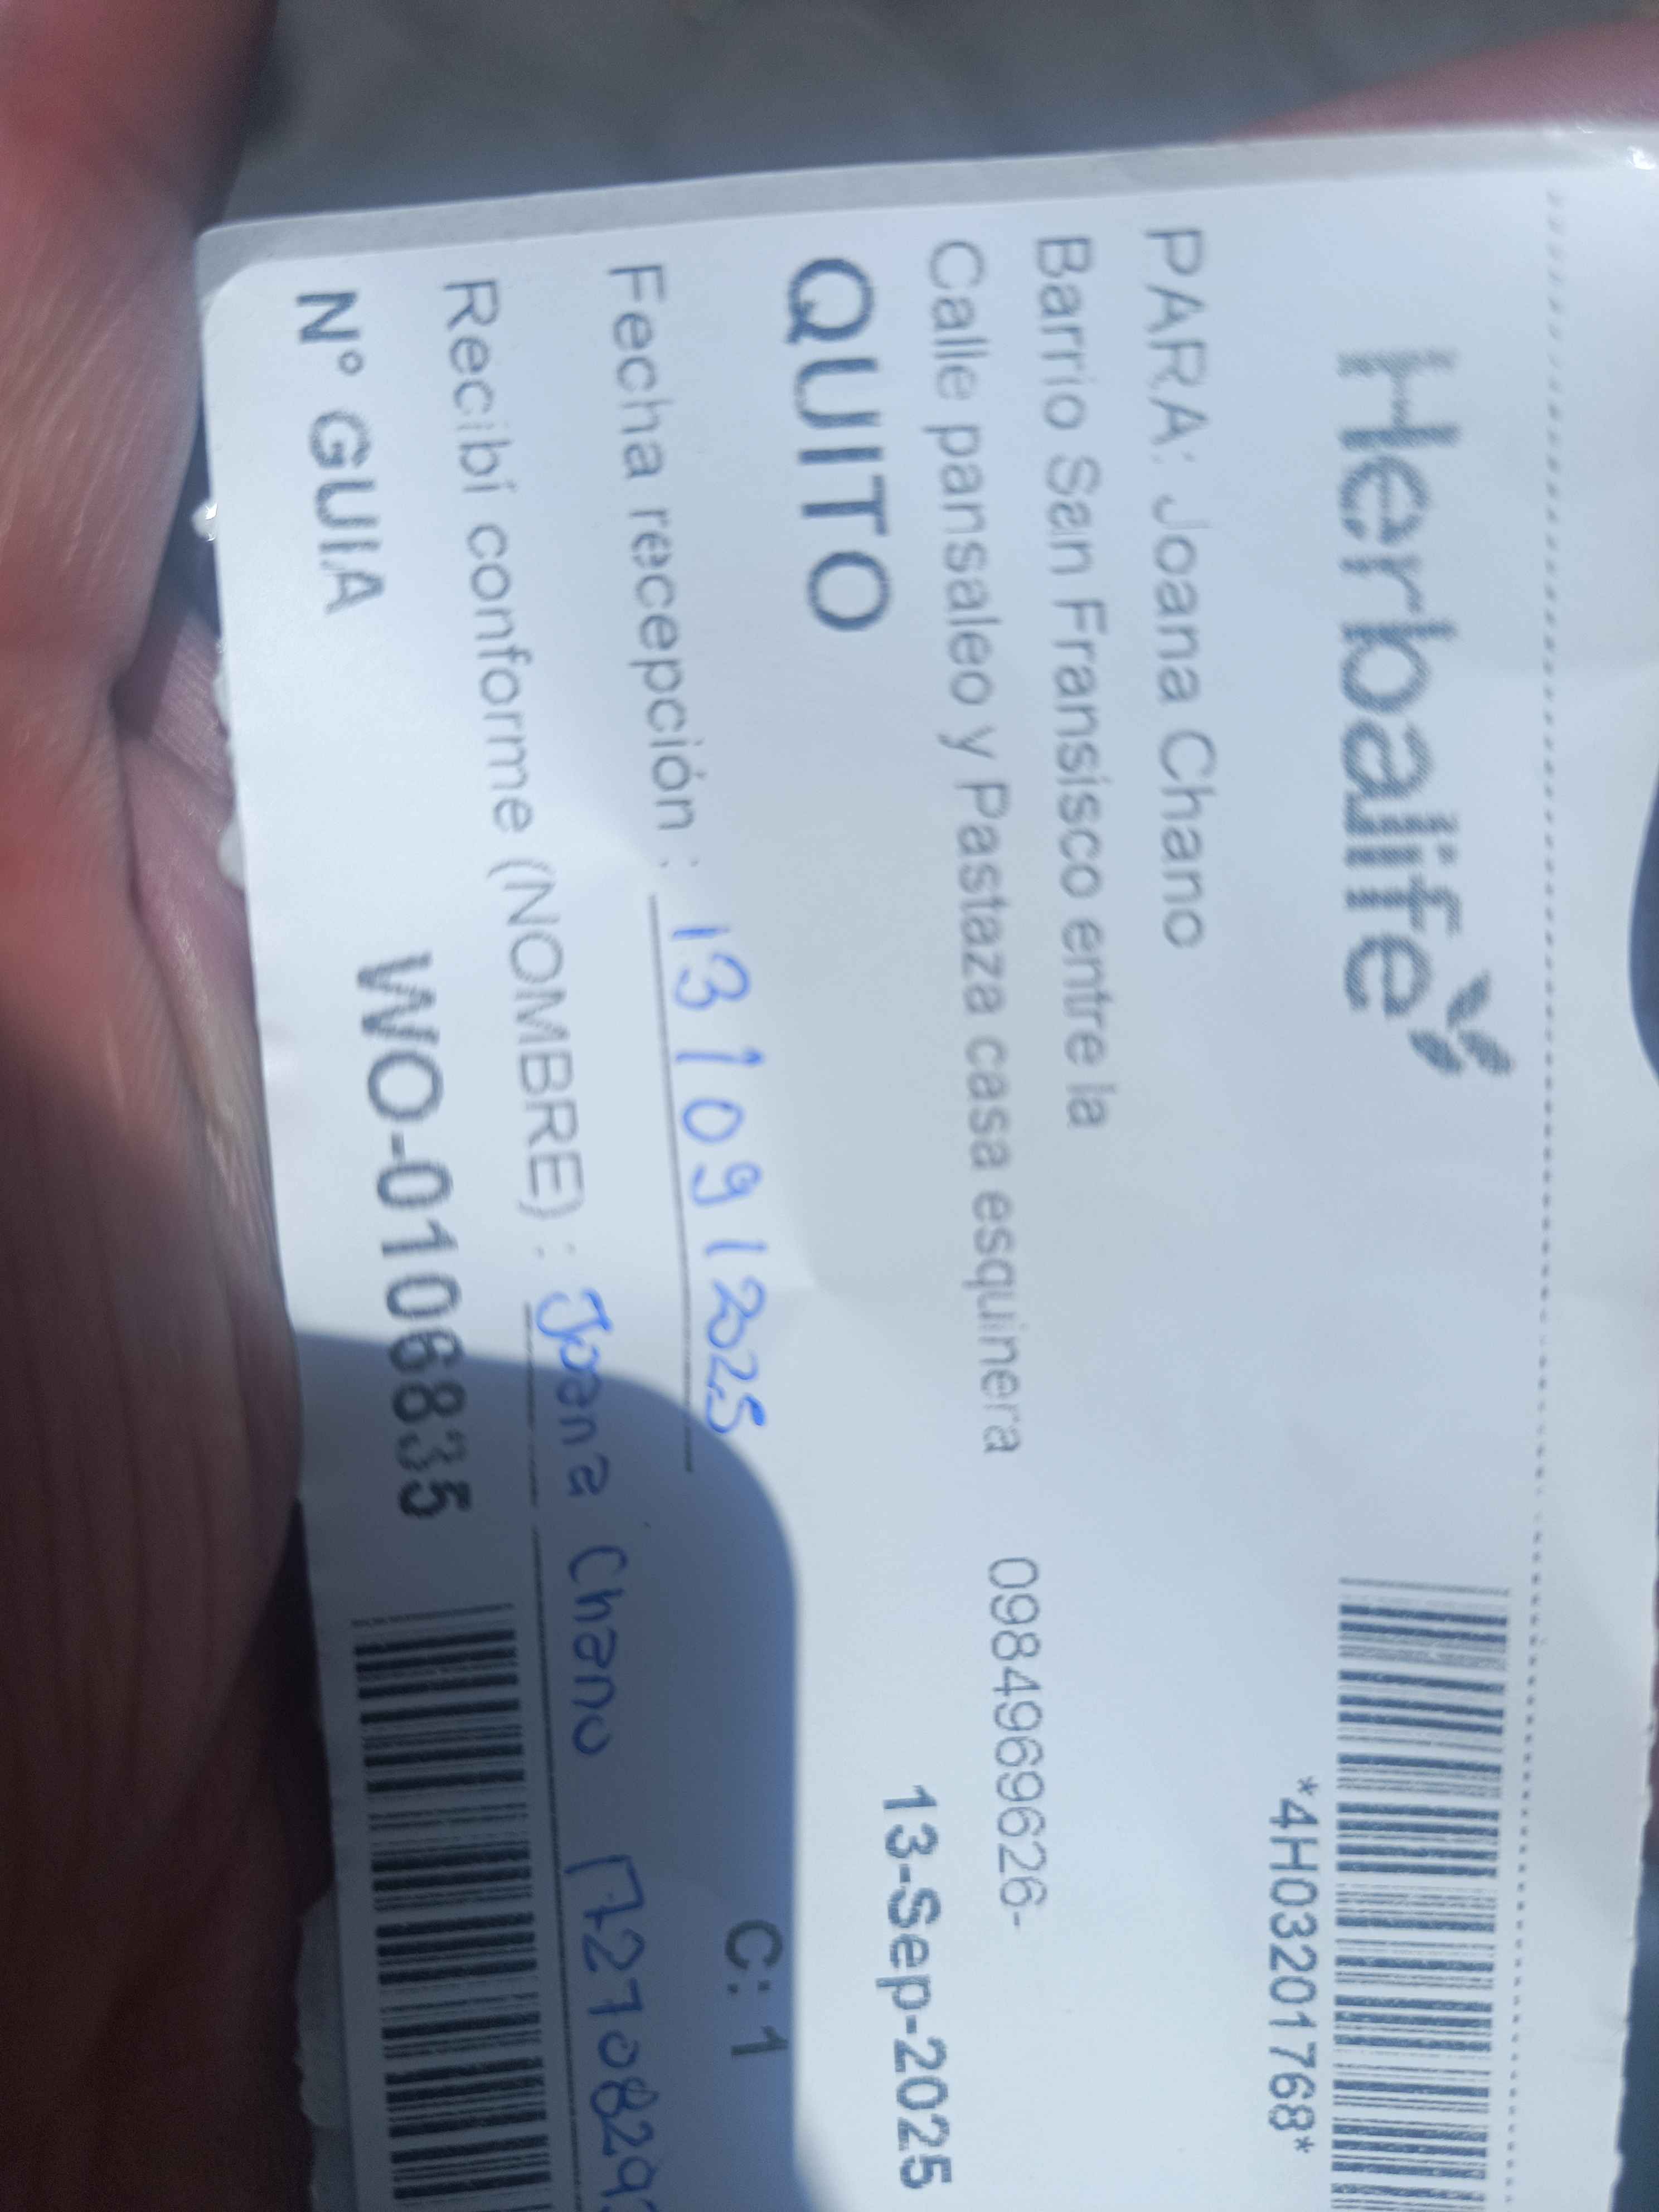 Herbalife
*4H03201768*
PARA: Joana Chano
Barrio San Fransisco entre la
Calle pansaleo y Pastaza casa esquinera 0984969626-
QUITO 13-Sep-2025
C: 1
Fecha recepción : 13/09/2025
Recibí conforme (NOMBRE) : Joana Chano
N° GUIA WO-0106835